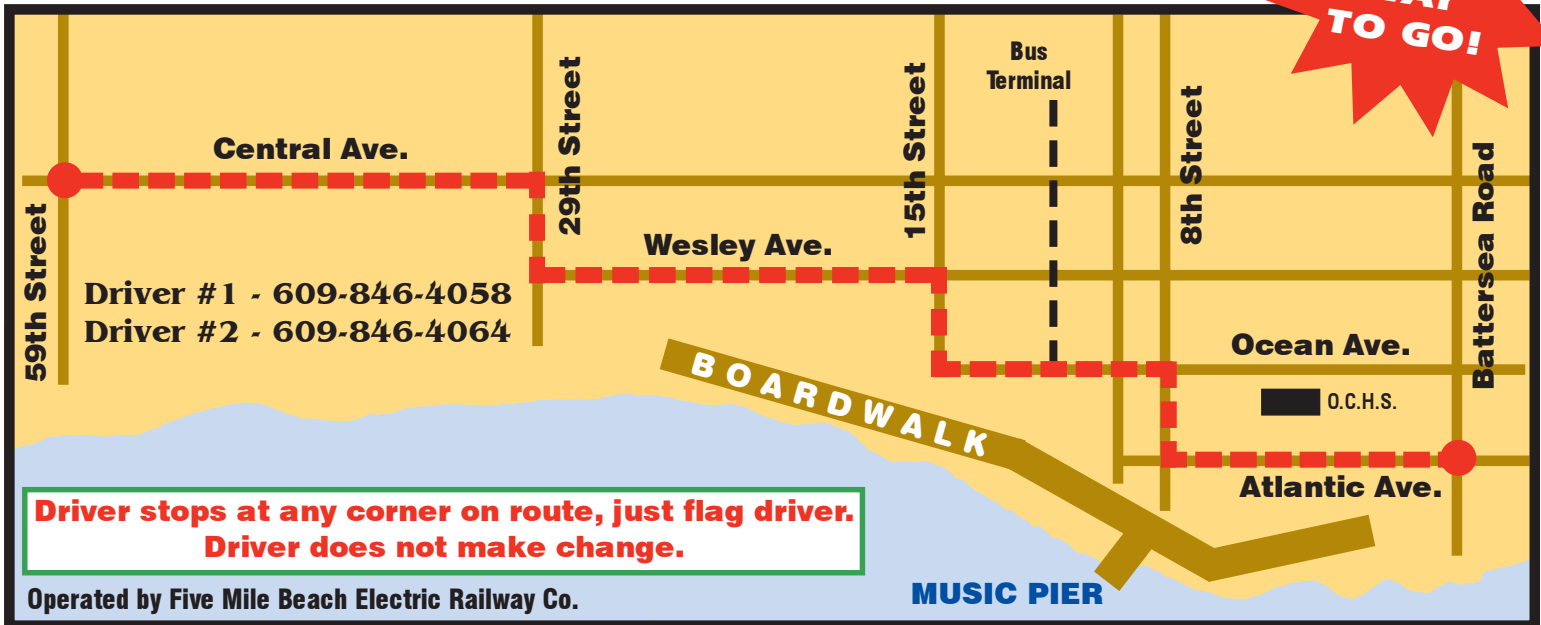 TO GO!
Bus
Terminal
59th Street
Central Ave.
29th Street
Wesley Ave.
15th Street
8th Street
Battersea Road
Driver #1 - 609-846-4058
Driver #2 - 609-846-4064
Ocean Ave.
O.C.H.S.
BOARDWALK
Atlantic Ave.
Driver stops at any corner on route, just flag driver.
Driver does not make change.
MUSIC PIER
Operated by Five Mile Beach Electric Railway Co.